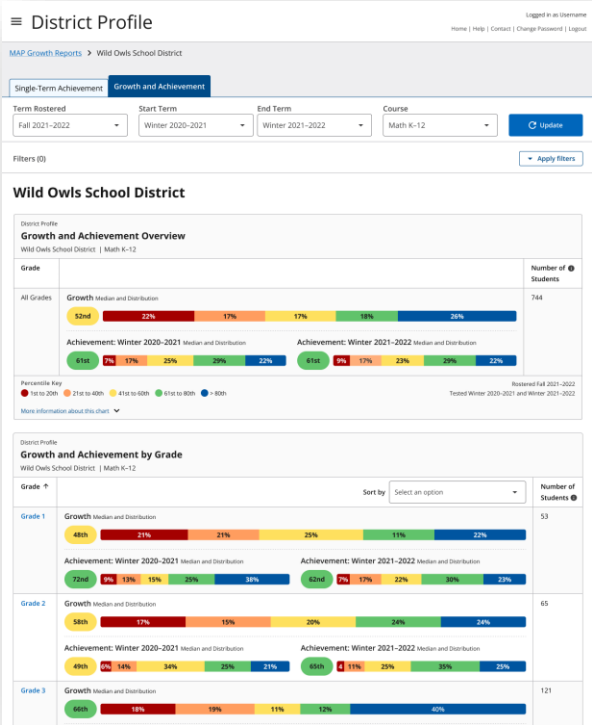 Logged in as Username
District Profile
Home | Help | Contact | Change Password | Logout
MAP Growth Reports > Wild Owls School District
Single-Term Achievement Growth and Achievement
Term Rostered Start Term End Term Course
Fall 2021–2022 Winter 2020–2021 Winter 2021–2022 Math K–12 Update
Filters (0) Apply filters
Wild Owls School District
District Profile
Growth and Achievement Overview
Wild Owls School District | Math K–12
Grade Number of Students
All Grades Growth Median and Distribution 744
52nd 22% 17% 17% 18% 26%
Achievement: Winter 2020–2021 Median and Distribution Achievement: Winter 2021–2022 Median and Distribution
61st 7% 17% 25% 29% 22% 61st 9% 17% 23% 29% 22%
Percentile Key Rostered Fall 2021–2022
1st to 20th 21st to 40th 41st to 60th 61st to 80th > 80th Tested Winter 2020–2021 and Winter 2021–2022
More information about this chart
District Profile
Growth and Achievement by Grade
Wild Owls School District | Math K–12
Grade Sort by Select an option Number of Students
Grade 1 Growth Median and Distribution 53
48th 21% 21% 25% 11% 22%
Achievement: Winter 2020–2021 Median and Distribution Achievement: Winter 2021–2022 Median and Distribution
72nd 9% 13% 15% 25% 38% 62nd 7% 17% 22% 30% 23%
Grade 2 Growth Median and Distribution 65
58th 17% 15% 20% 24% 24%
Achievement: Winter 2020–2021 Median and Distribution Achievement: Winter 2021–2022 Median and Distribution
49th 6% 14% 34% 25% 21% 65th 4 11% 25% 35% 25%
Grade 3 Growth Median and Distribution 121
66th 18% 19% 11% 12% 40%